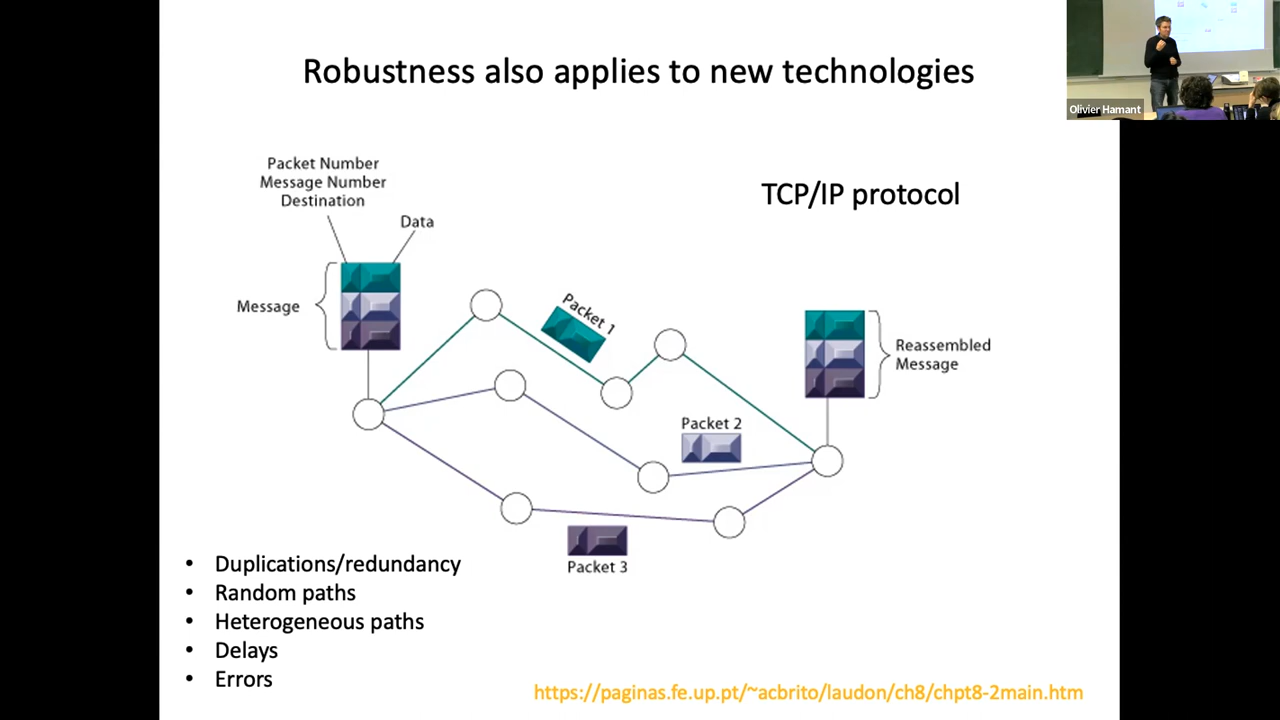 Robustness also applies to new technologies
Olivier Hamant
Packet Number
Message Number
Destination
Data
TCP/IP protocol
Message
Packet 1
Reassembled
Message
Packet 2
Packet 3
• Duplications/redundancy
• Random paths
• Heterogeneous paths
• Delays
• Errors
https://paginas.fe.up.pt/~acbrito/laudon/ch8/chpt8-2main.htm